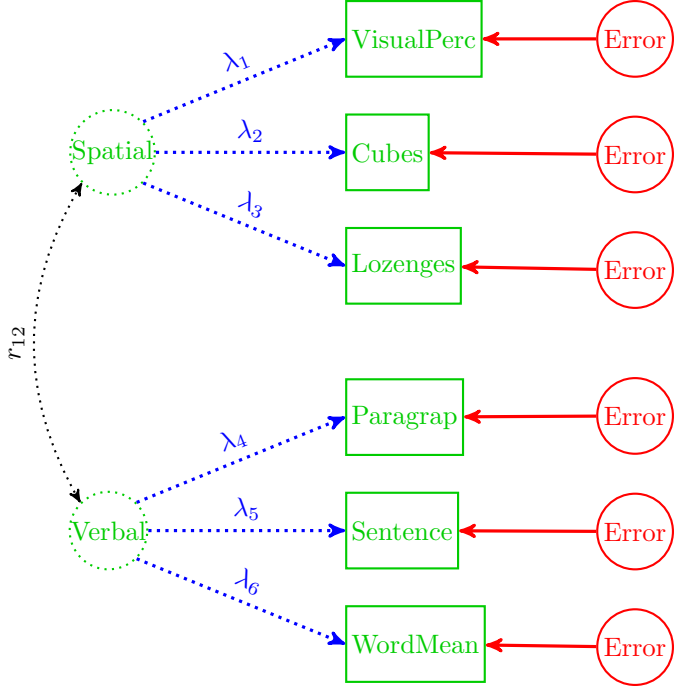 VisualPerc
Error
λ1
Spatial
λ2
Cubes
Error
λ3
Lozenges
Error
r12
Paragrap
Error
λ4
Verbal
λ5
Sentence
Error
λ6
WordMean
Error